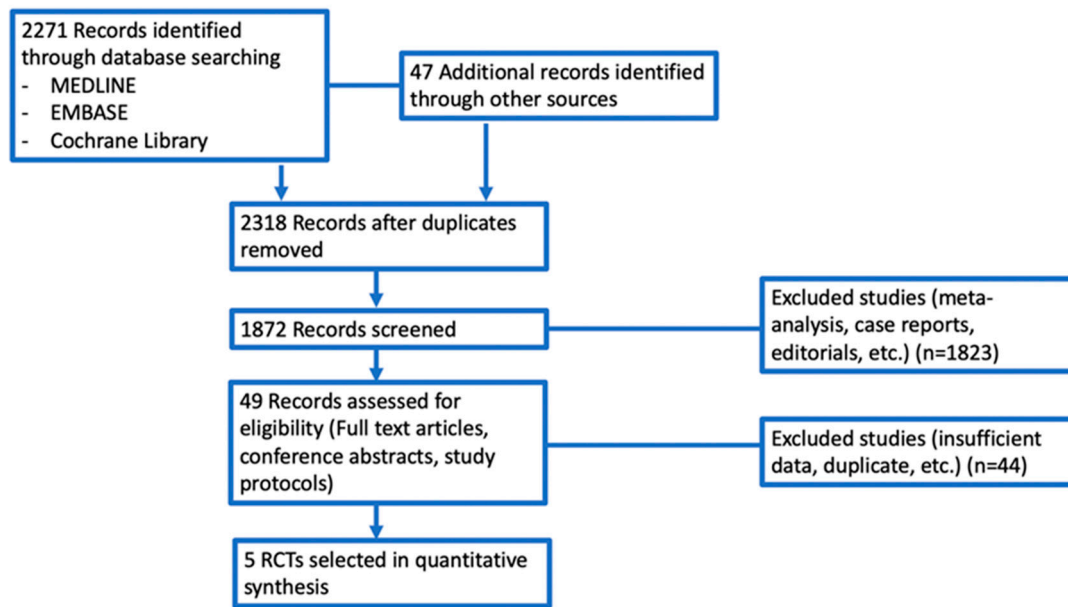 2271 Records identified
through database searching
- MEDLINE
- EMBASE
- Cochrane Library
47 Additional records identified
through other sources
2318 Records after duplicates
removed
1872 Records screened
Excluded studies (meta-
analysis, case reports,
editorials, etc.) (n=1823)
49 Records assessed for
eligibility (Full text articles,
conference abstracts, study
protocols)
Excluded studies (insufficient
data, duplicate, etc.) (n=44)
5 RCTs selected in quantitative
synthesis